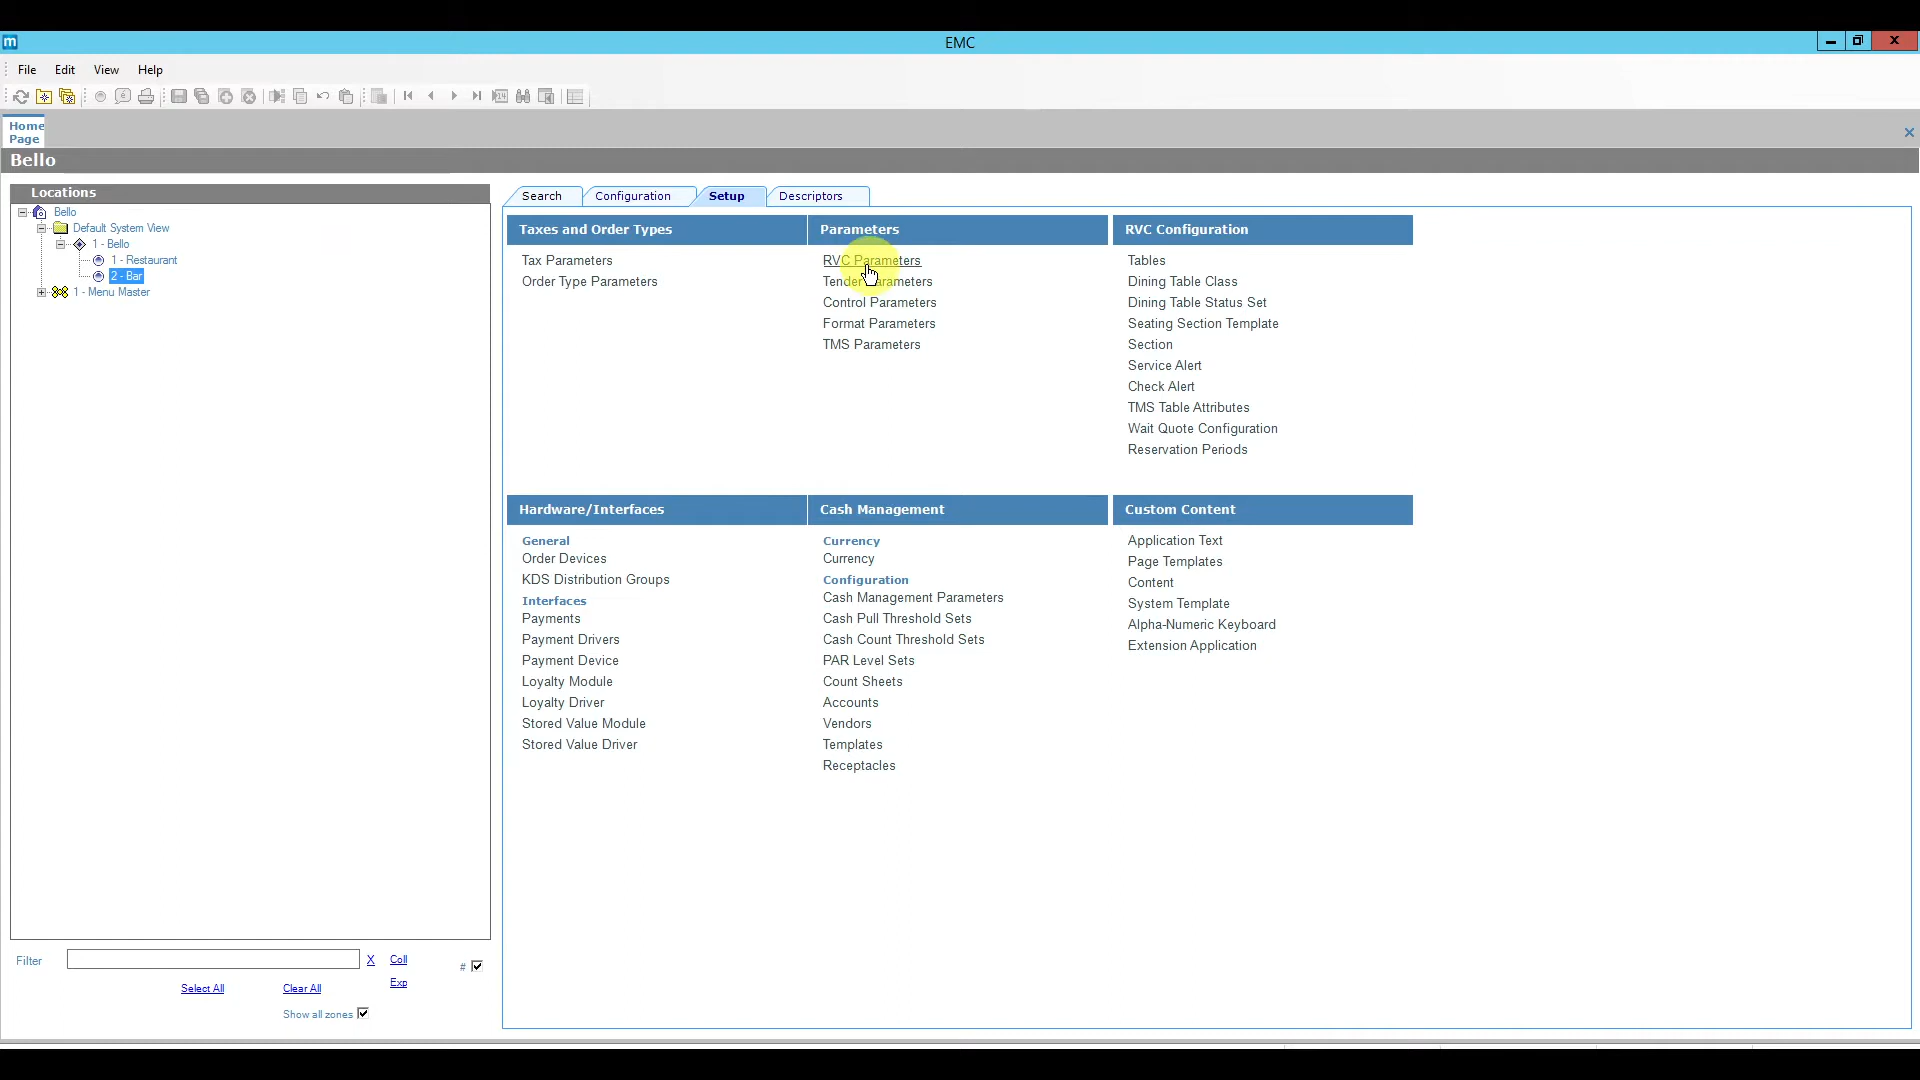 m
EMC
File Edit View Help
Home
Page
Bello
Locations
Bello
Default System View
1 - Bello
1 - Restaurant
2 - Bar
1 - Menu Master
Filter
X
Coll
#
Exp
Select All
Clear All
Show all zones
Search
Configuration
Setup
Descriptors
Taxes and Order Types
Tax Parameters
Order Type Parameters
Parameters
RVC Parameters
Tender Parameters
Control Parameters
Format Parameters
TMS Parameters
RVC Configuration
Tables
Dining Table Class
Dining Table Status Set
Seating Section Template
Section
Service Alert
Check Alert
TMS Table Attributes
Wait Quote Configuration
Reservation Periods
Hardware/Interfaces
General
Order Devices
KDS Distribution Groups
Interfaces
Payments
Payment Drivers
Payment Device
Loyalty Module
Loyalty Driver
Stored Value Module
Stored Value Driver
Cash Management
Currency
Currency
Configuration
Cash Management Parameters
Cash Pull Threshold Sets
Cash Count Threshold Sets
PAR Level Sets
Count Sheets
Accounts
Vendors
Templates
Receptacles
Custom Content
Application Text
Page Templates
Content
System Template
Alpha-Numeric Keyboard
Extension Application